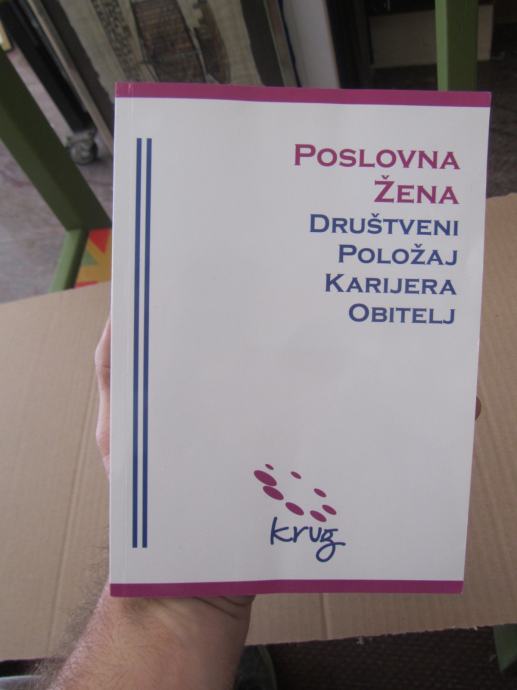 POSLOVNA
ŽENA
DRUŠTVENI
POLOŽAJ
KARIJERA
OBITELJ
krug